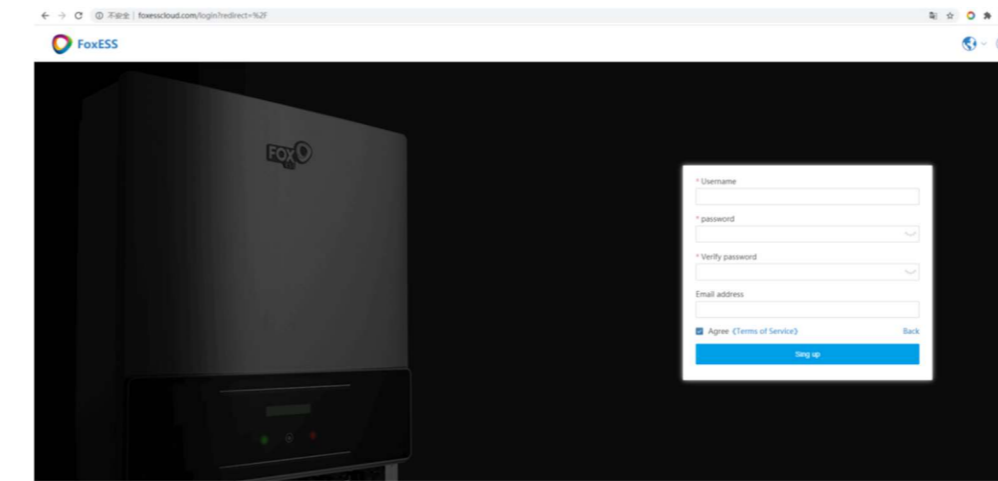 不安全 | foxesscloud.com/login?redirect=%2F
FoxESS
FOX
* Username
* password
* Verify password
Email address
Agree 《Terms of Service》
Back
Sing up